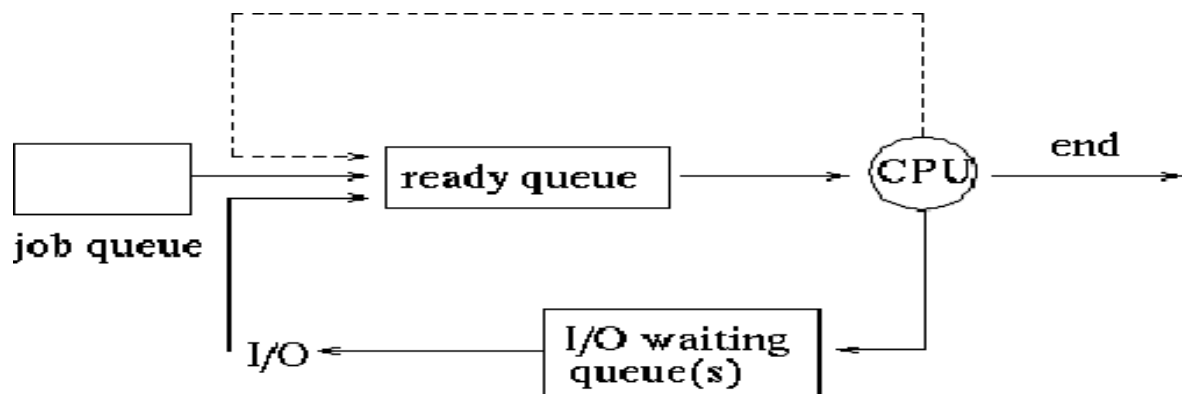 end
ready queue
CPU
job queue
I/O waiting
queue(s)
I/O